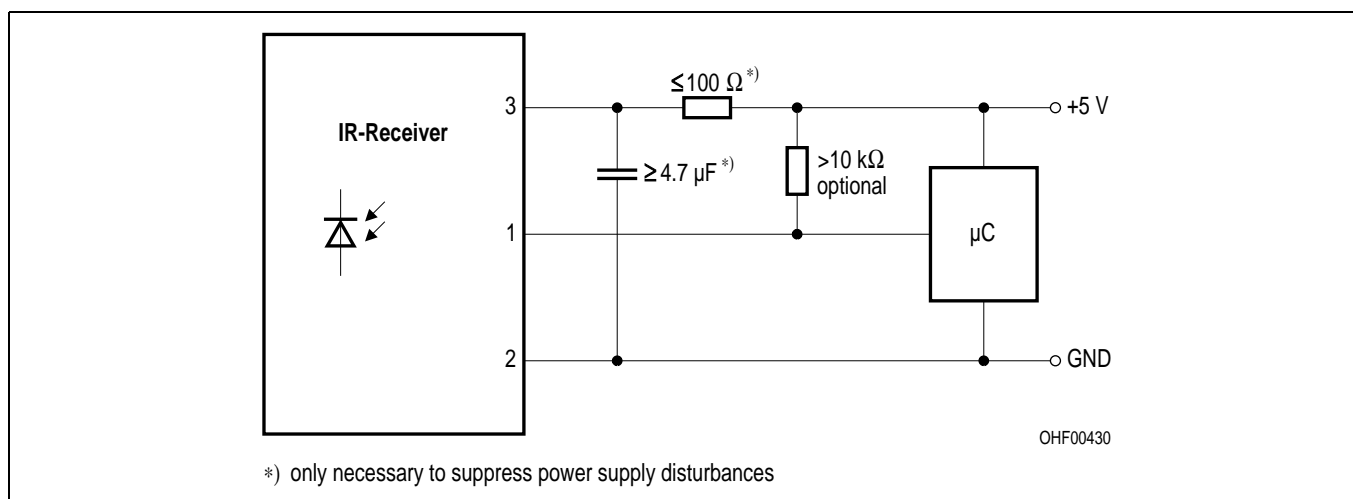 ≤100 Ω *)
3
+5 V
IR-Receiver
≥4.7 µF *)
>10 kΩ
optional
1
µC
2
GND
OHF00430
*) only necessary to suppress power supply disturbances